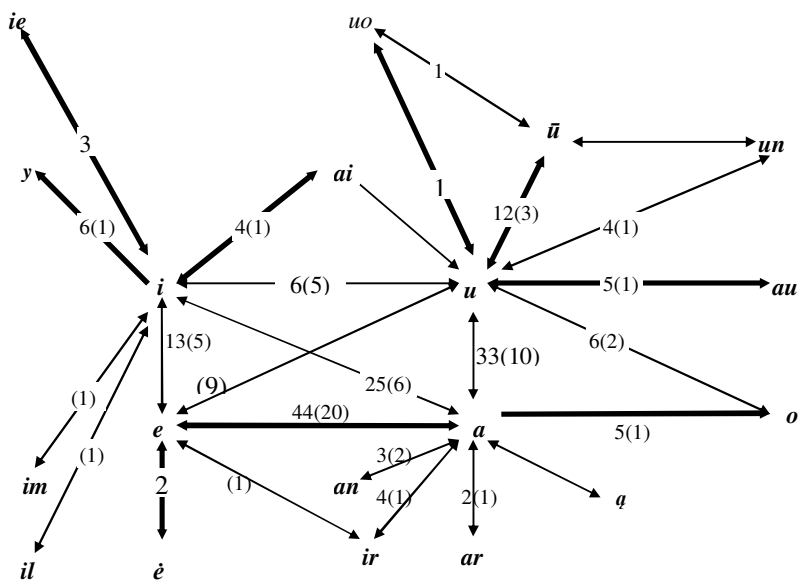 ie uo
1
ū
un
3
y ai 1
12(3)
6(1) 4(1) 4(1)
i 6(5) u 5(1) au
13(5) 33(10) 6(2)
(9) 25(6)
(1) 44(20) o
e a 5(1)
(1) 3(2)
im 2 (1) an 4(1) 2(1) ą
il ė ir ar